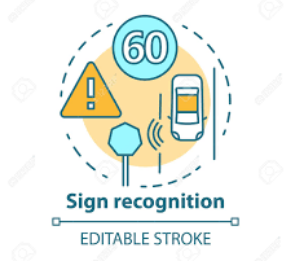 60
!
Sign recognition
EDITABLE STROKE